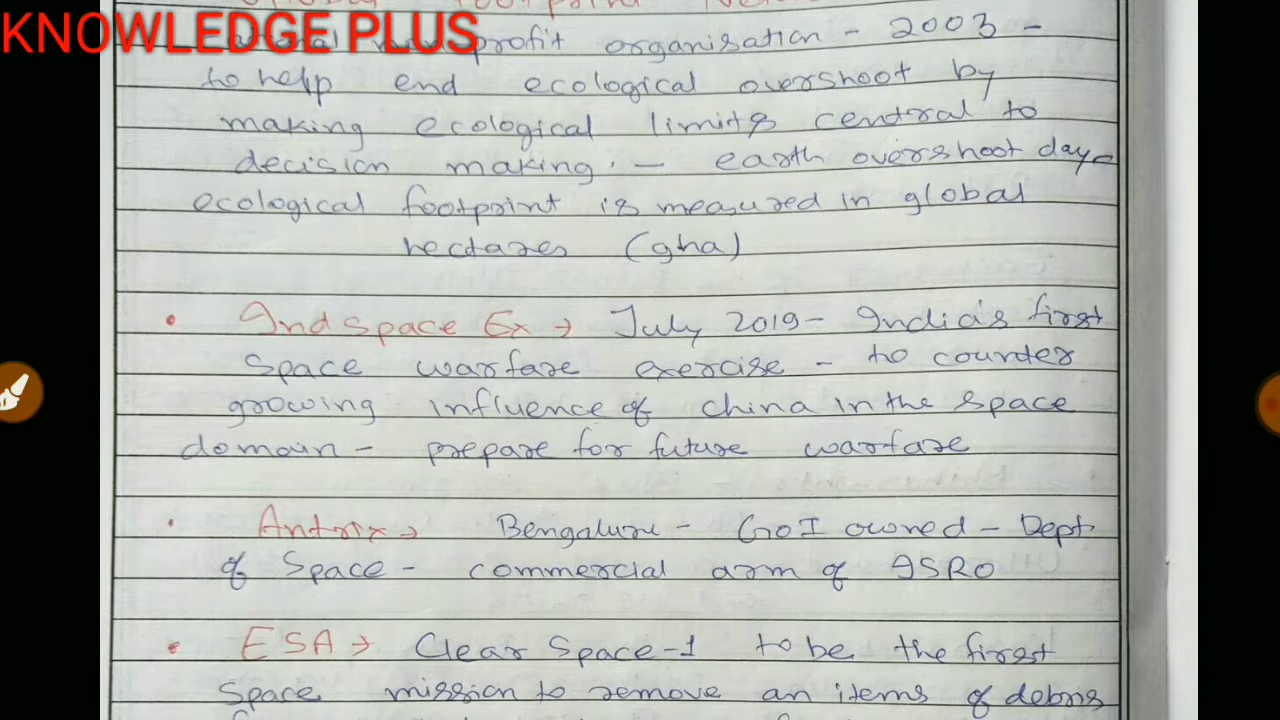 Global Footprint
KNOWLEDGE PLUS
profit organisation - 2003 -
to help end ecological overshoot by
making ecological limits central to
decision making. - earth overshoot day -
ecological footprint is measured in global
hectares (gha)
• IndSpace Ex → July 2019 - India's first
space warfare exercise - to counter
growing influence of china in the space
domain - prepare for future warfare
• Antrix → Bengaluru - GoI owned - Dept
of Space - commercial arm of ISRO
• ESA → Clear Space-1 to be the first
space mission to remove an items of debris